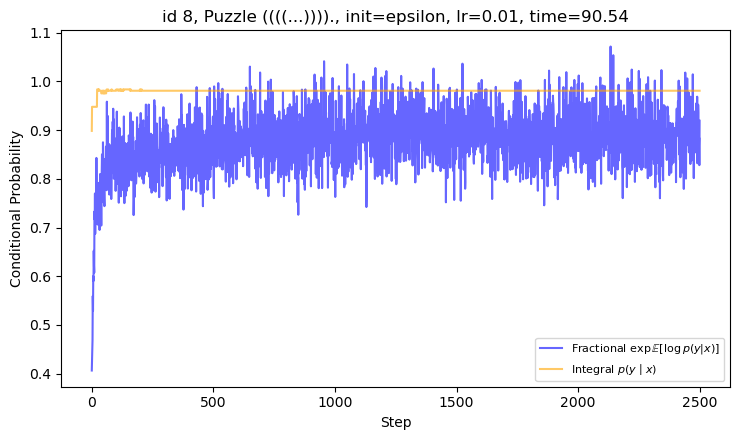 id 8, Puzzle ((((...))))., init=epsilon, lr=0.01, time=90.54
Conditional Probability
1.1
1.0
0.9
0.8
0.7
0.6
0.5
0.4
0
500
1000
1500
2000
2500
Step
Fractional exp𝔼[log p(y|x)]
Integral p(y | x)